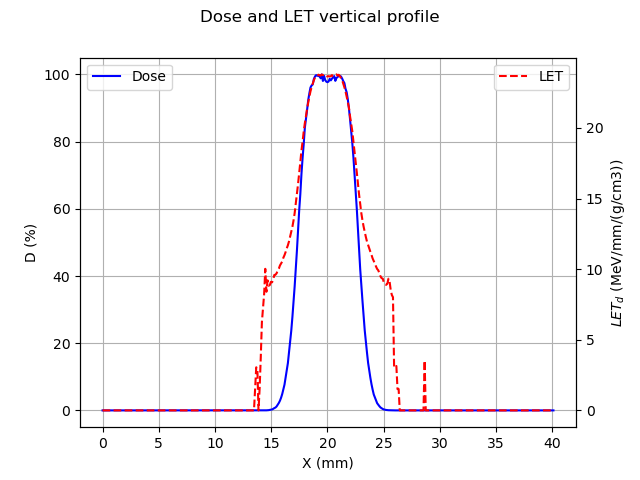 Dose and LET vertical profile
Dose
LET
D (%)
100
80
60
40
20
0
20
15
10
5
0
LET_d (MeV/mm/(g/cm3))
0 5 10 15 20 25 30 35 40
X (mm)